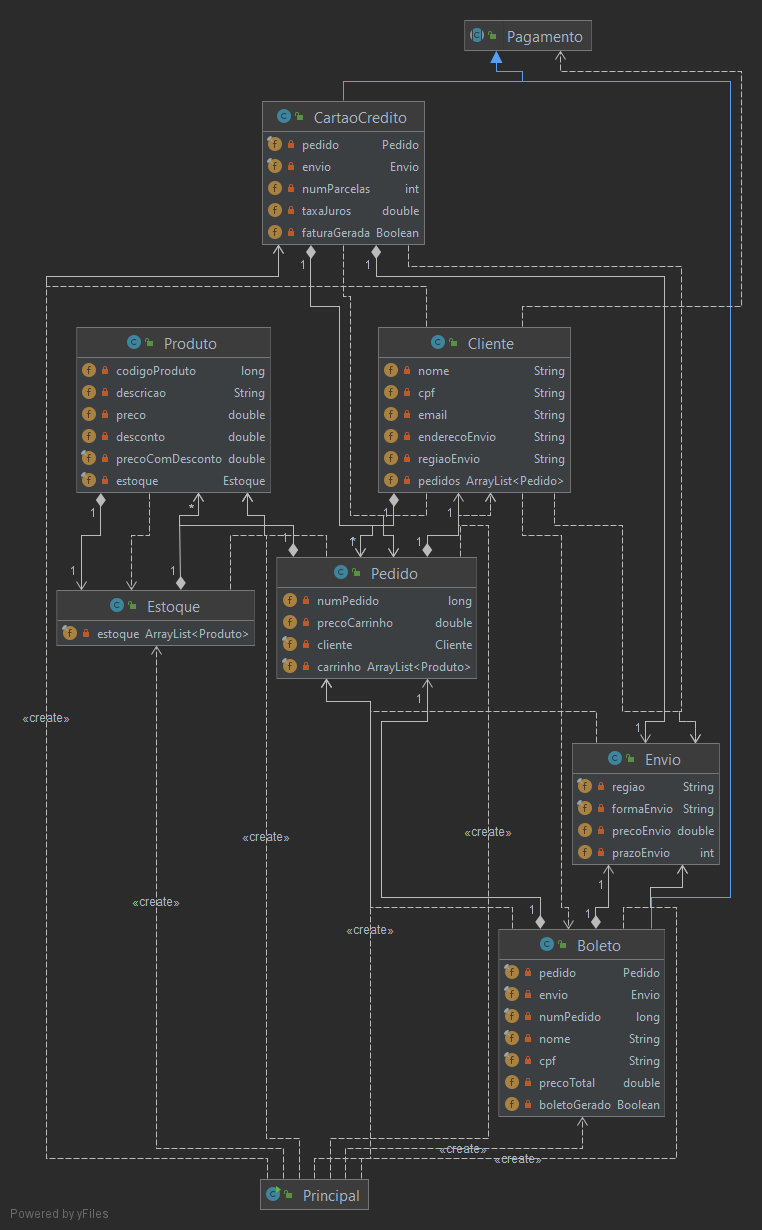 Pagamento
CartaoCredito
pedido Pedido
envio Envio
numParcelas int
taxaJuros double
faturaGerada Boolean
1 1
Produto
codigoProduto long
descricao String
preco double
desconto double
precoComDesconto double
estoque Estoque
Cliente
nome String
cpf String
email String
enderecoEnvio String
regiaoEnvio String
pedidos ArrayList<Pedido>
1 * 1 1
1 1 1 * 1
Estoque
estoque ArrayList<Produto>
Pedido
numPedido long
precoCarrinho double
cliente Cliente
carrinho ArrayList<Produto>
1
«create»
1
Envio
regiao String
formaEnvio String
precoEnvio double
prazoEnvio int
«create»
«create»
1
«create»
1 1
«create»
Boleto
pedido Pedido
envio Envio
numPedido long
nome String
cpf String
precoTotal double
boletoGerado Boolean
«create»
«create»
Principal
Powered by yFiles